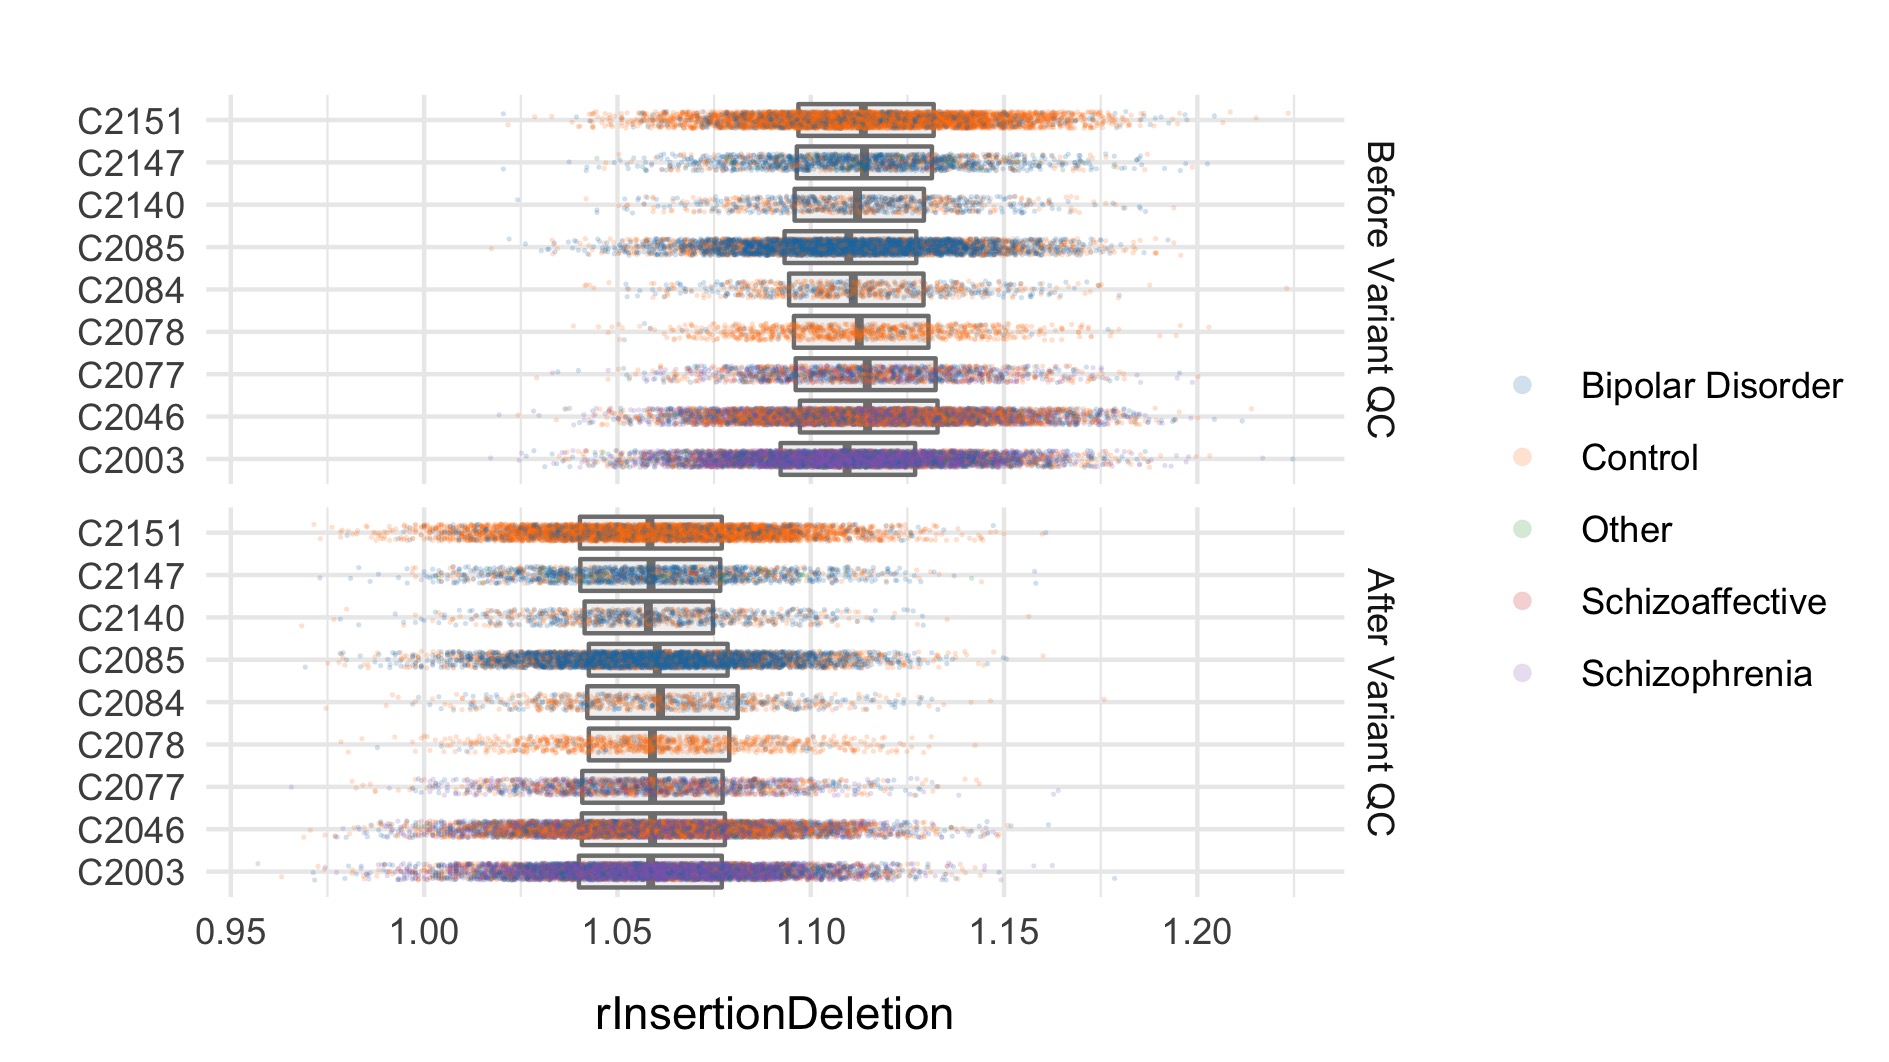 C2151
C2147
C2140
C2085
C2084
C2078
C2077
C2046
C2003
Before Variant QC
C2151
C2147
C2140
C2085
C2084
C2078
C2077
C2046
C2003
After Variant QC
0.95 1.00 1.05 1.10 1.15 1.20
rInsertionDeletion
Bipolar Disorder
Control
Other
Schizoaffective
Schizophrenia